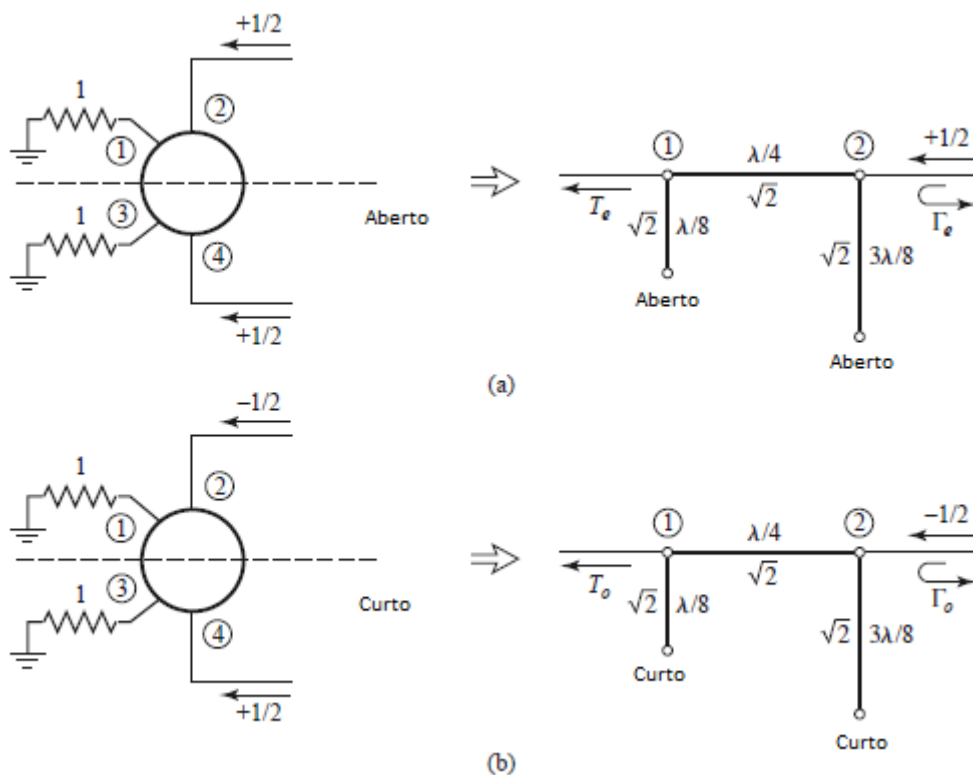 +1/2
1
②
①
③
1
Aberto
④
+1/2
① λ/4 ② +1/2
Tₑ √2 λ/8 √2 Γₑ
√2 3λ/8
Aberto
Aberto
(a)
−1/2
1
②
①
③
1
Curto
④
+1/2
① λ/4 ② −1/2
Tₒ √2 λ/8 √2 Γₒ
√2 3λ/8
Curto
Curto
(b)